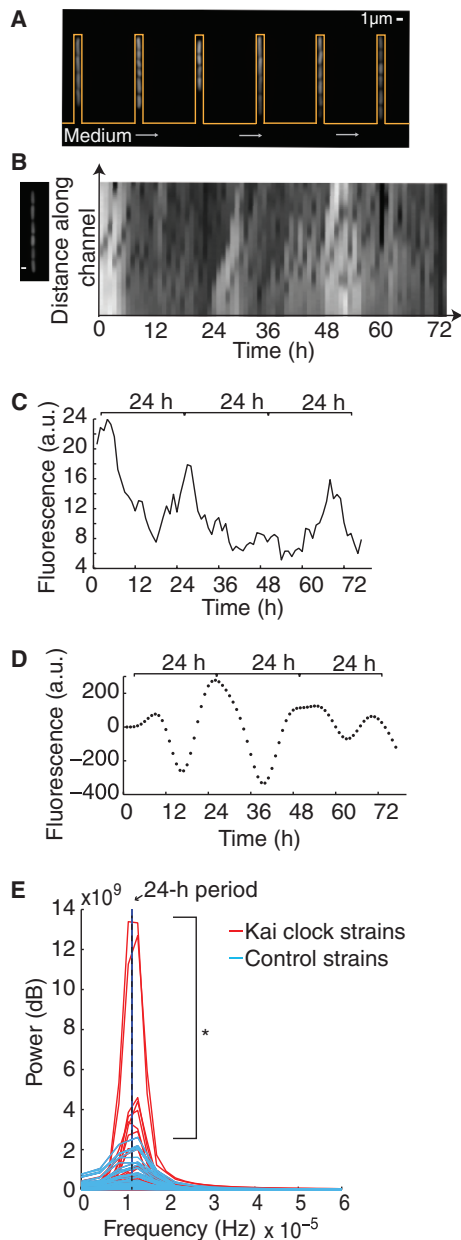 A
1µm
Medium
B
Distance along
channel
0 12 24 36 48 60 72
Time (h)
C
24 h 24 h 24 h
Fluorescence (a.u.)
24
20
16
12
8
4
0 12 24 36 48 60 72
Time (h)
D
24 h 24 h 24 h
Fluorescence (a.u.)
200
0
−200
−400
0 12 24 36 48 60 72
Time (h)
E
x10⁹
24-h period
14
12
10
8
6
4
2
0
Power (dB)
Kai clock strains
Control strains
*
0 1 2 3 4 5 6
Frequency (Hz) x 10⁻⁵